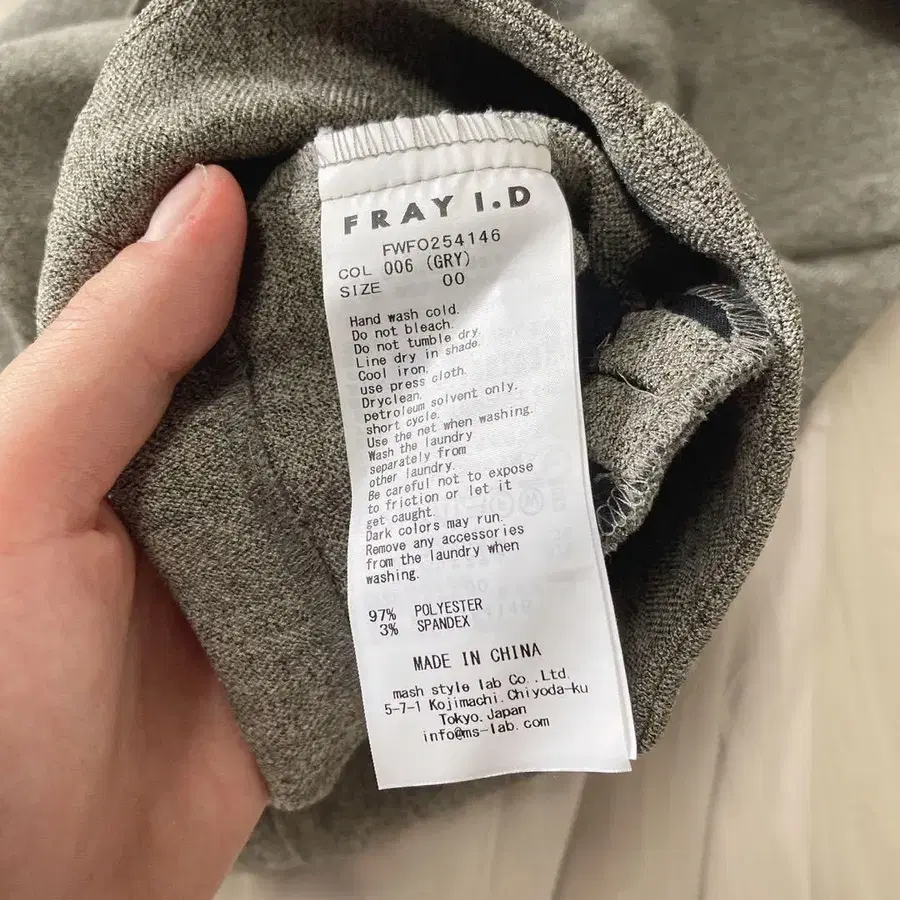 FRAY I.D
FWFO254146
COL 006 (GRY)
SIZE 00
Hand wash cold.
Do not bleach.
Do not tumble dry.
Line dry in shade.
Cool iron,
use press cloth.
Dryclean,
petroleum solvent only.
short cycle.
Use the net when washing.
Wash the laundry
separately from
other laundry.
Be careful not to expose
to friction or let it
get caught.
Dark colors may run.
Remove any accessories
from the laundry when
washing.
97% POLYESTER
3% SPANDEX
MADE IN CHINA
mash style lab Co.,Ltd.
5-7-1 Kojimachi,Chiyoda-ku
Tokyo.Japan
info@ms-lab.com